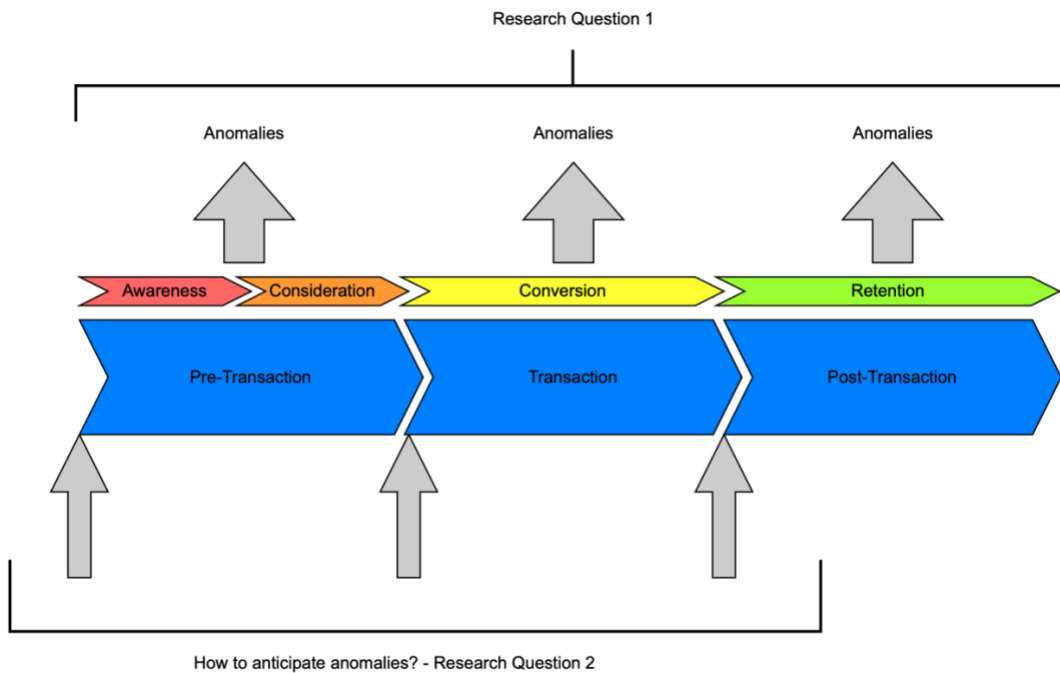 Research Question 1
Anomalies
Anomalies
Anomalies
Awareness
Consideration
Conversion
Retention
Pre-Transaction
Transaction
Post-Transaction
How to anticipate anomalies? - Research Question 2